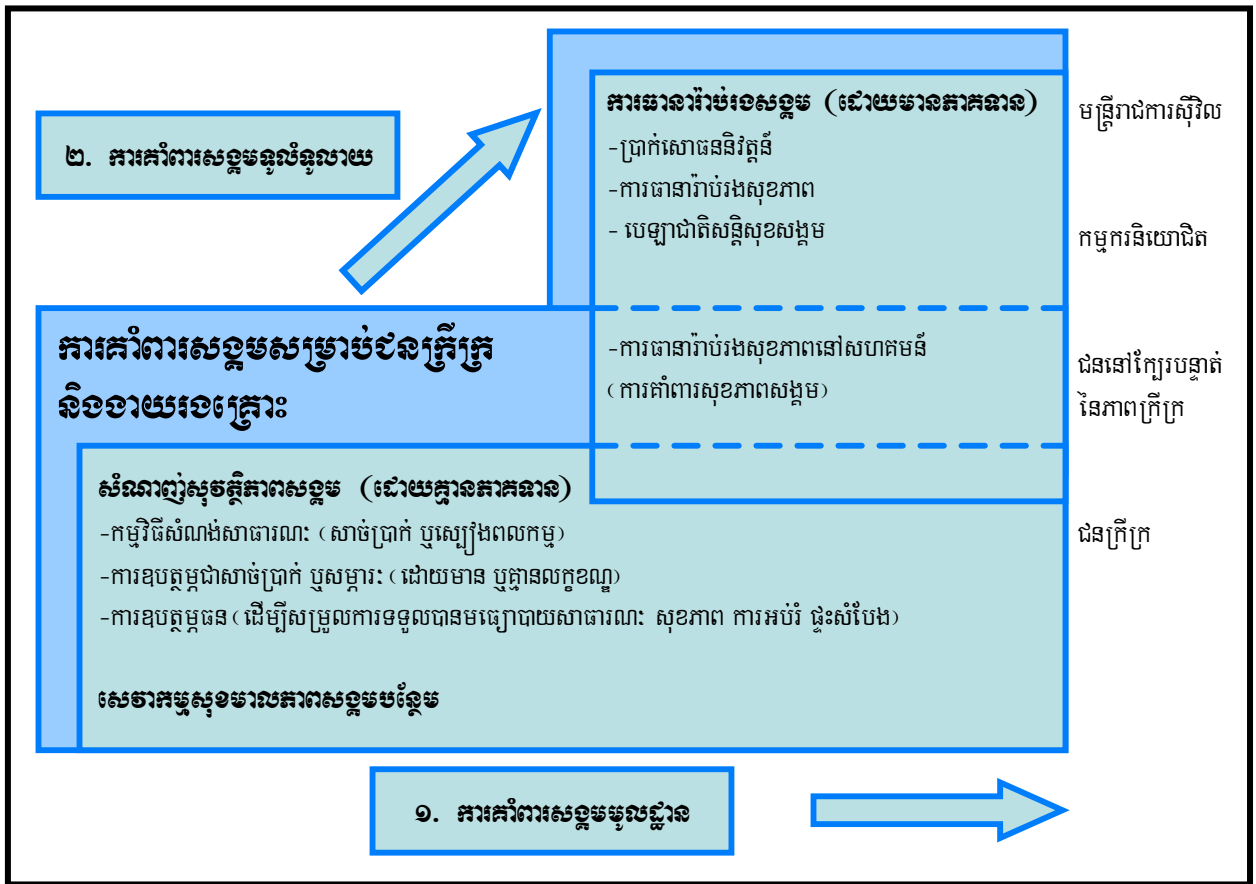 ការធានារ៉ាប់រងសង្គម (ដោយមានភាគទាន)
-ប្រាក់សោធននិវត្តន៍
-ការធានារ៉ាប់រងសុខភាព
- បេឡាជាតិសន្តិសុខសង្គម
មន្ត្រីរាជការស៊ីវិល
កម្មករនិយោជិត
២. ការគាំពារសង្គមទូលំទូលាយ
ការគាំពារសង្គមសម្រាប់ជនក្រីក្រ
និងងាយរងគ្រោះ
-ការធានារ៉ាប់រងសុខភាពនៅសហគមន៍
(ការគាំពារសុខភាពសង្គម)
ជននៅក្បែរបន្ទាត់
នៃភាពក្រីក្រ
សំណាញ់សុវត្ថិភាពសង្គម (ដោយគ្មានភាគទាន)
-កម្មវិធីសំណង់សាធារណៈ (សាច់ប្រាក់ ឬស្បៀងពលកម្ម)
-ការឧបត្ថម្ភជាសាច់ប្រាក់ ឬសម្ភារៈ (ដោយមាន ឬគ្មានលក្ខខណ្ឌ)
-ការឧបត្ថម្ភធន (ដើម្បីសម្រួលការទទួលបានមធ្យោបាយសាធារណៈ សុខភាព ការអប់រំ ផ្ទះសំបែង)
ជនក្រីក្រ
សេវាកម្មសុខមាលភាពសង្គមបន្ថែម
១. ការគាំពារសង្គមមូលដ្ឋាន